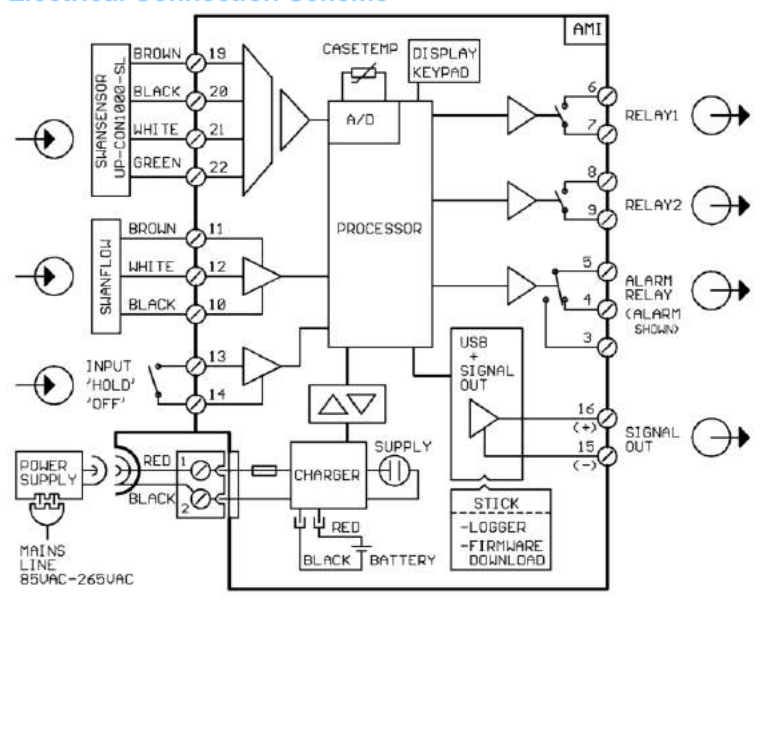 Electrical Connection Scheme
AMI
SWANSENSOR
UP-CON1000-SL
BROWN 19
BLACK 20
WHITE 21
GREEN 22
CASETEMP
DISPLAY
KEYPAD
A/D
PROCESSOR
6
7
RELAY1
8
9
RELAY2
5
4
3
ALARM
RELAY
(ALARM
SHOWN)
SWANFLOW
BROWN 11
WHITE 12
BLACK 10
INPUT
'HOLD'
'OFF'
13
14
USB
+
SIGNAL
OUT
16
(+)
15
(-)
SIGNAL
OUT
POWER
SUPPLY
RED 1
BLACK 2
CHARGER
SUPPLY
RED
BLACK
BATTERY
STICK
-LOGGER
-FIRMWARE
DOWNLOAD
MAINS
LINE
85VAC-265VAC